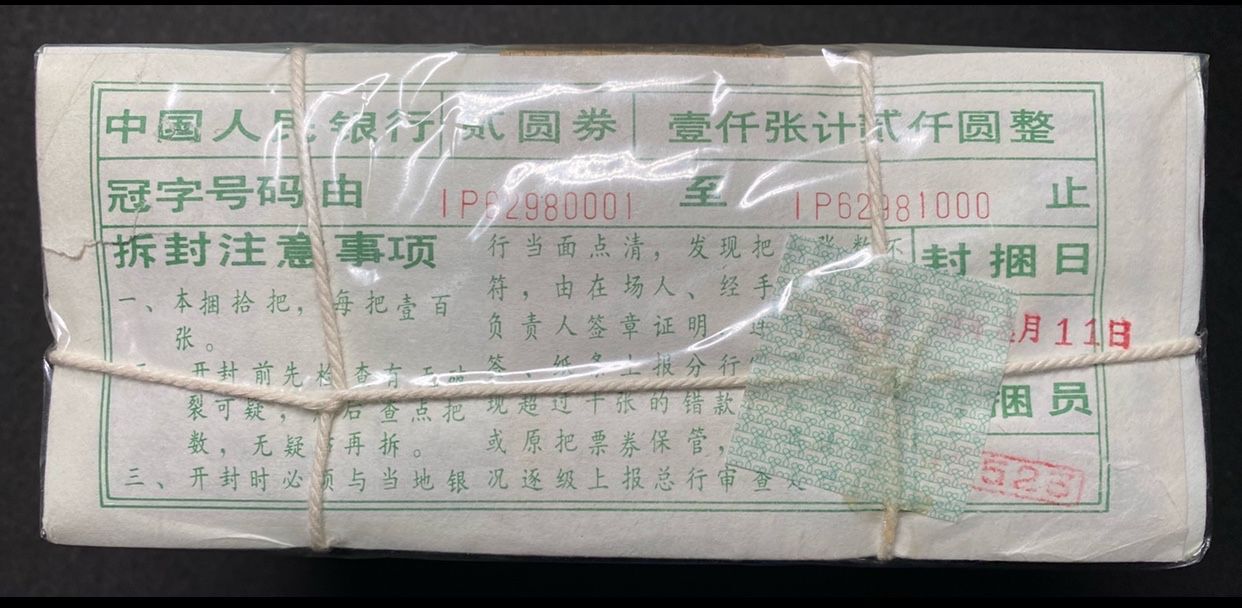 中国人民银行 贰圆券 壹仟张计贰仟圆整
冠字号码由 IP62980001 至 IP62981000 止
拆封注意事项
一、本捆拾把，每把壹百
张。
开封前先检查有无破
裂可疑，然后查点把
数，无疑后再拆。
三、开封时必须与当地银
行当面点清，发现把 张数不
符，由在场人、经手
负责人签章证明，连
签、纸条上报分行
现超过十张的错款
或原把票券保管，
况逐级上报总行审查
封捆日
月11日
捆员
523